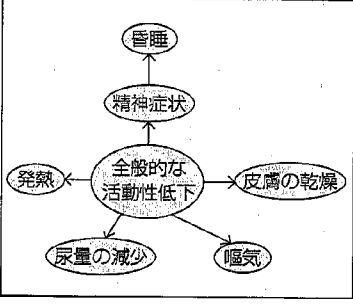 昏睡
精神症状
全般的な
活動性低下
発熱
皮膚の乾燥
尿量の減少
嘔気